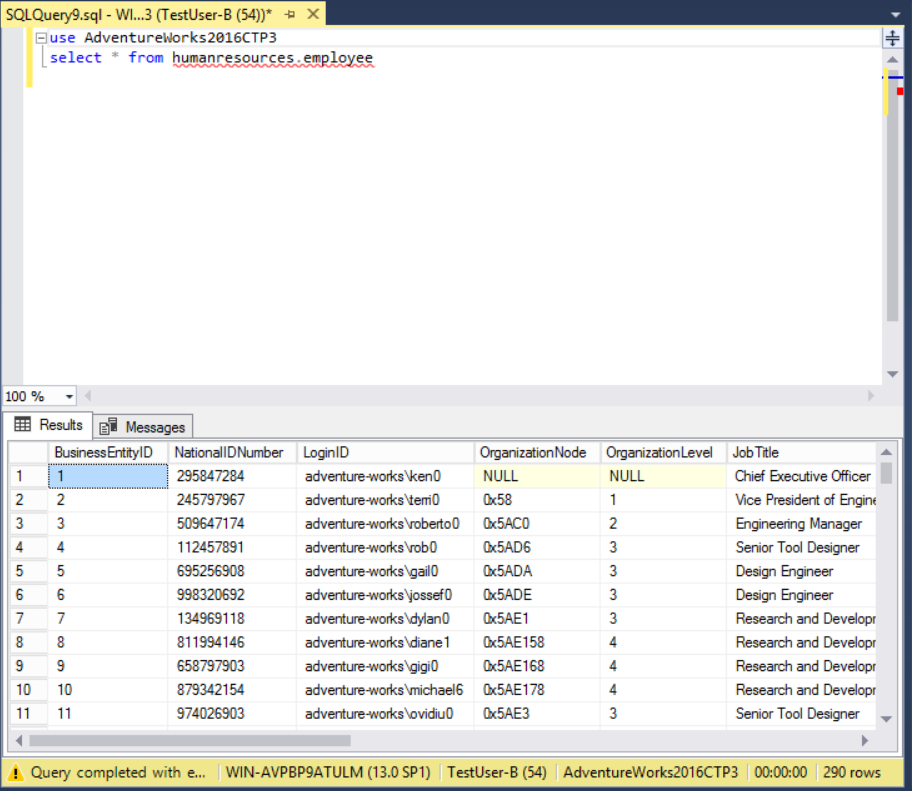 SQLQuery9.sql - WI...3 (TestUser-B (54))*
use AdventureWorks2016CTP3
select * from humanresources.employee
100 %
Results Messages
BusinessEntityID NationalIDNumber LoginID OrganizationNode OrganizationLevel JobTitle
1 1 295847284 adventure-works\ken0 NULL NULL Chief Executive Officer
2 2 245797967 adventure-works\terri0 0x58 1 Vice President of Engine
3 3 509647174 adventure-works\roberto0 0x5AC0 2 Engineering Manager
4 4 112457891 adventure-works\rob0 0x5AD6 3 Senior Tool Designer
5 5 695256908 adventure-works\gail0 0x5ADA 3 Design Engineer
6 6 998320692 adventure-works\jossef0 0x5ADE 3 Design Engineer
7 7 134969118 adventure-works\dylan0 0x5AE1 3 Research and Developr
8 8 811994146 adventure-works\diane1 0x5AE158 4 Research and Developr
9 9 658797903 adventure-works\gigi0 0x5AE168 4 Research and Developr
10 10 879342154 adventure-works\michael6 0x5AE178 4 Research and Developr
11 11 974026903 adventure-works\ovidiu0 0x5AE3 3 Senior Tool Designer
Query completed with e... WIN-AVPBP9ATULM (13.0 SP1) TestUser-B (54) AdventureWorks2016CTP3 00:00:00 290 rows